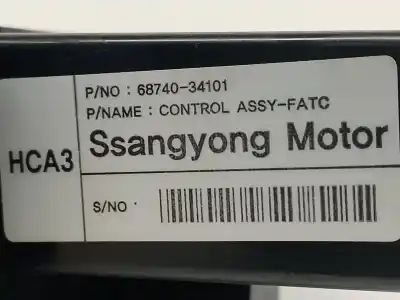 P/NO : 68740-34101
P/NAME : CONTROL ASSY-FATC
HCA3
Ssangyong Motor
S/NO :